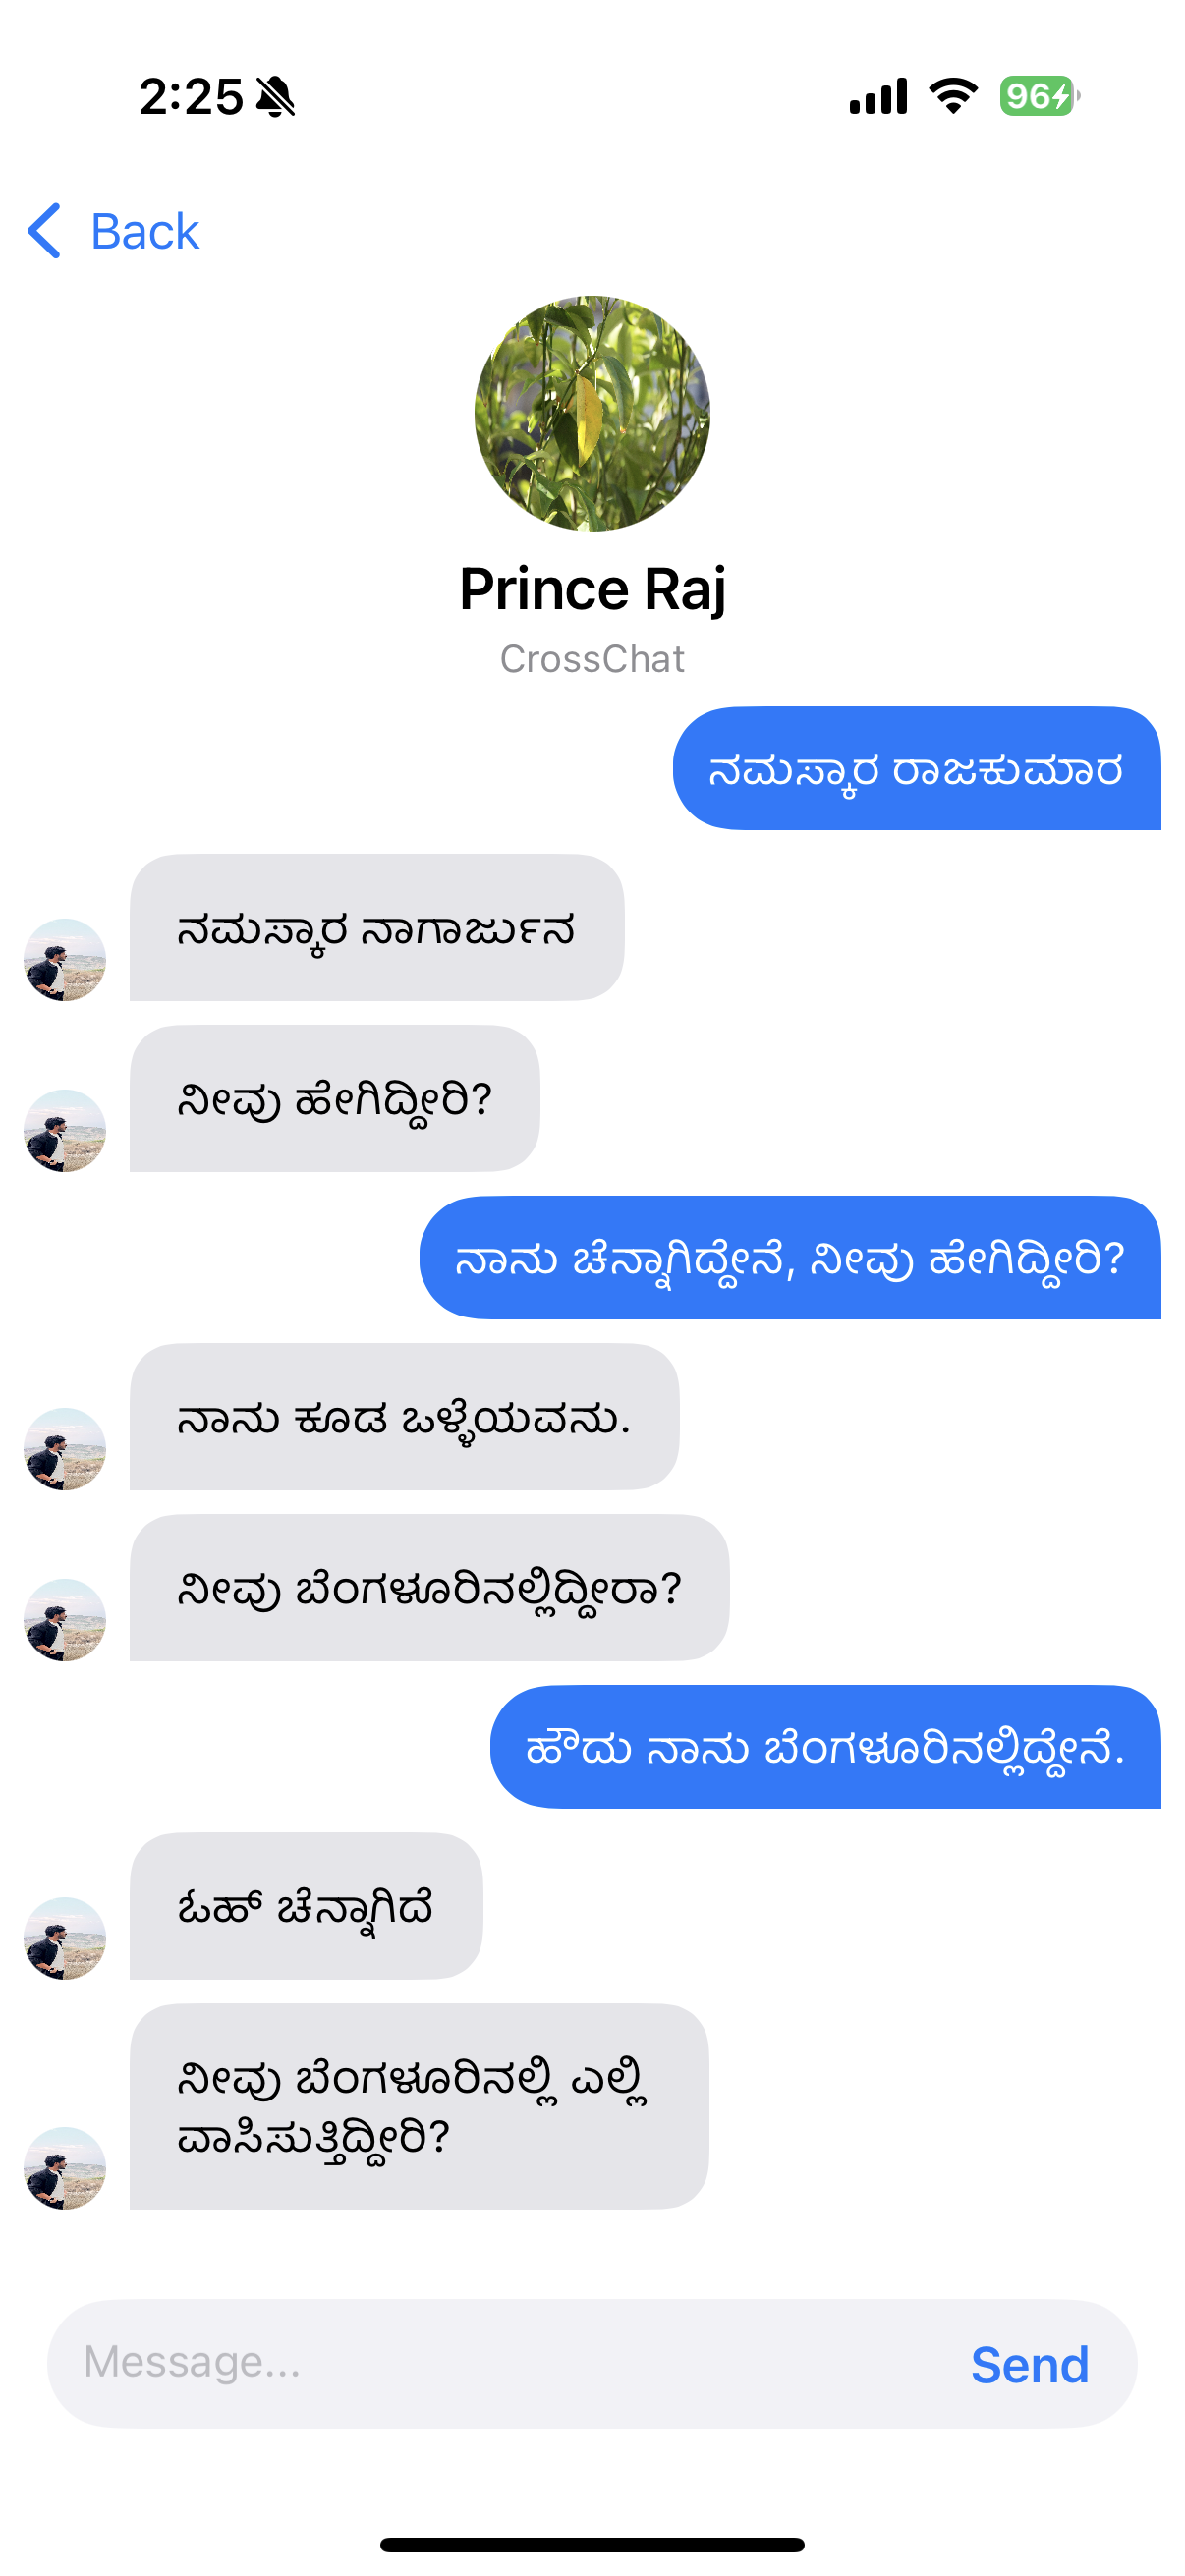 2:25
96
Back
Prince Raj
CrossChat
ನಮಸ್ಕಾರ ರಾಜಕುಮಾರ
ನಮಸ್ಕಾರ ನಾಗಾರ್ಜುನ
ನೀವು ಹೇಗಿದ್ದೀರಿ?
ನಾನು ಚೆನ್ನಾಗಿದ್ದೇನೆ, ನೀವು ಹೇಗಿದ್ದೀರಿ?
ನಾನು ಕೂಡ ಒಳ್ಳೆಯವನು.
ನೀವು ಬೆಂಗಳೂರಿನಲ್ಲಿದ್ದೀರಾ?
ಹೌದು ನಾನು ಬೆಂಗಳೂರಿನಲ್ಲಿದ್ದೇನೆ.
ಓಹ್ ಚೆನ್ನಾಗಿದೆ
ನೀವು ಬೆಂಗಳೂರಿನಲ್ಲಿ ಎಲ್ಲಿ
ವಾಸಿಸುತ್ತಿದ್ದೀರಿ?
Message...
Send